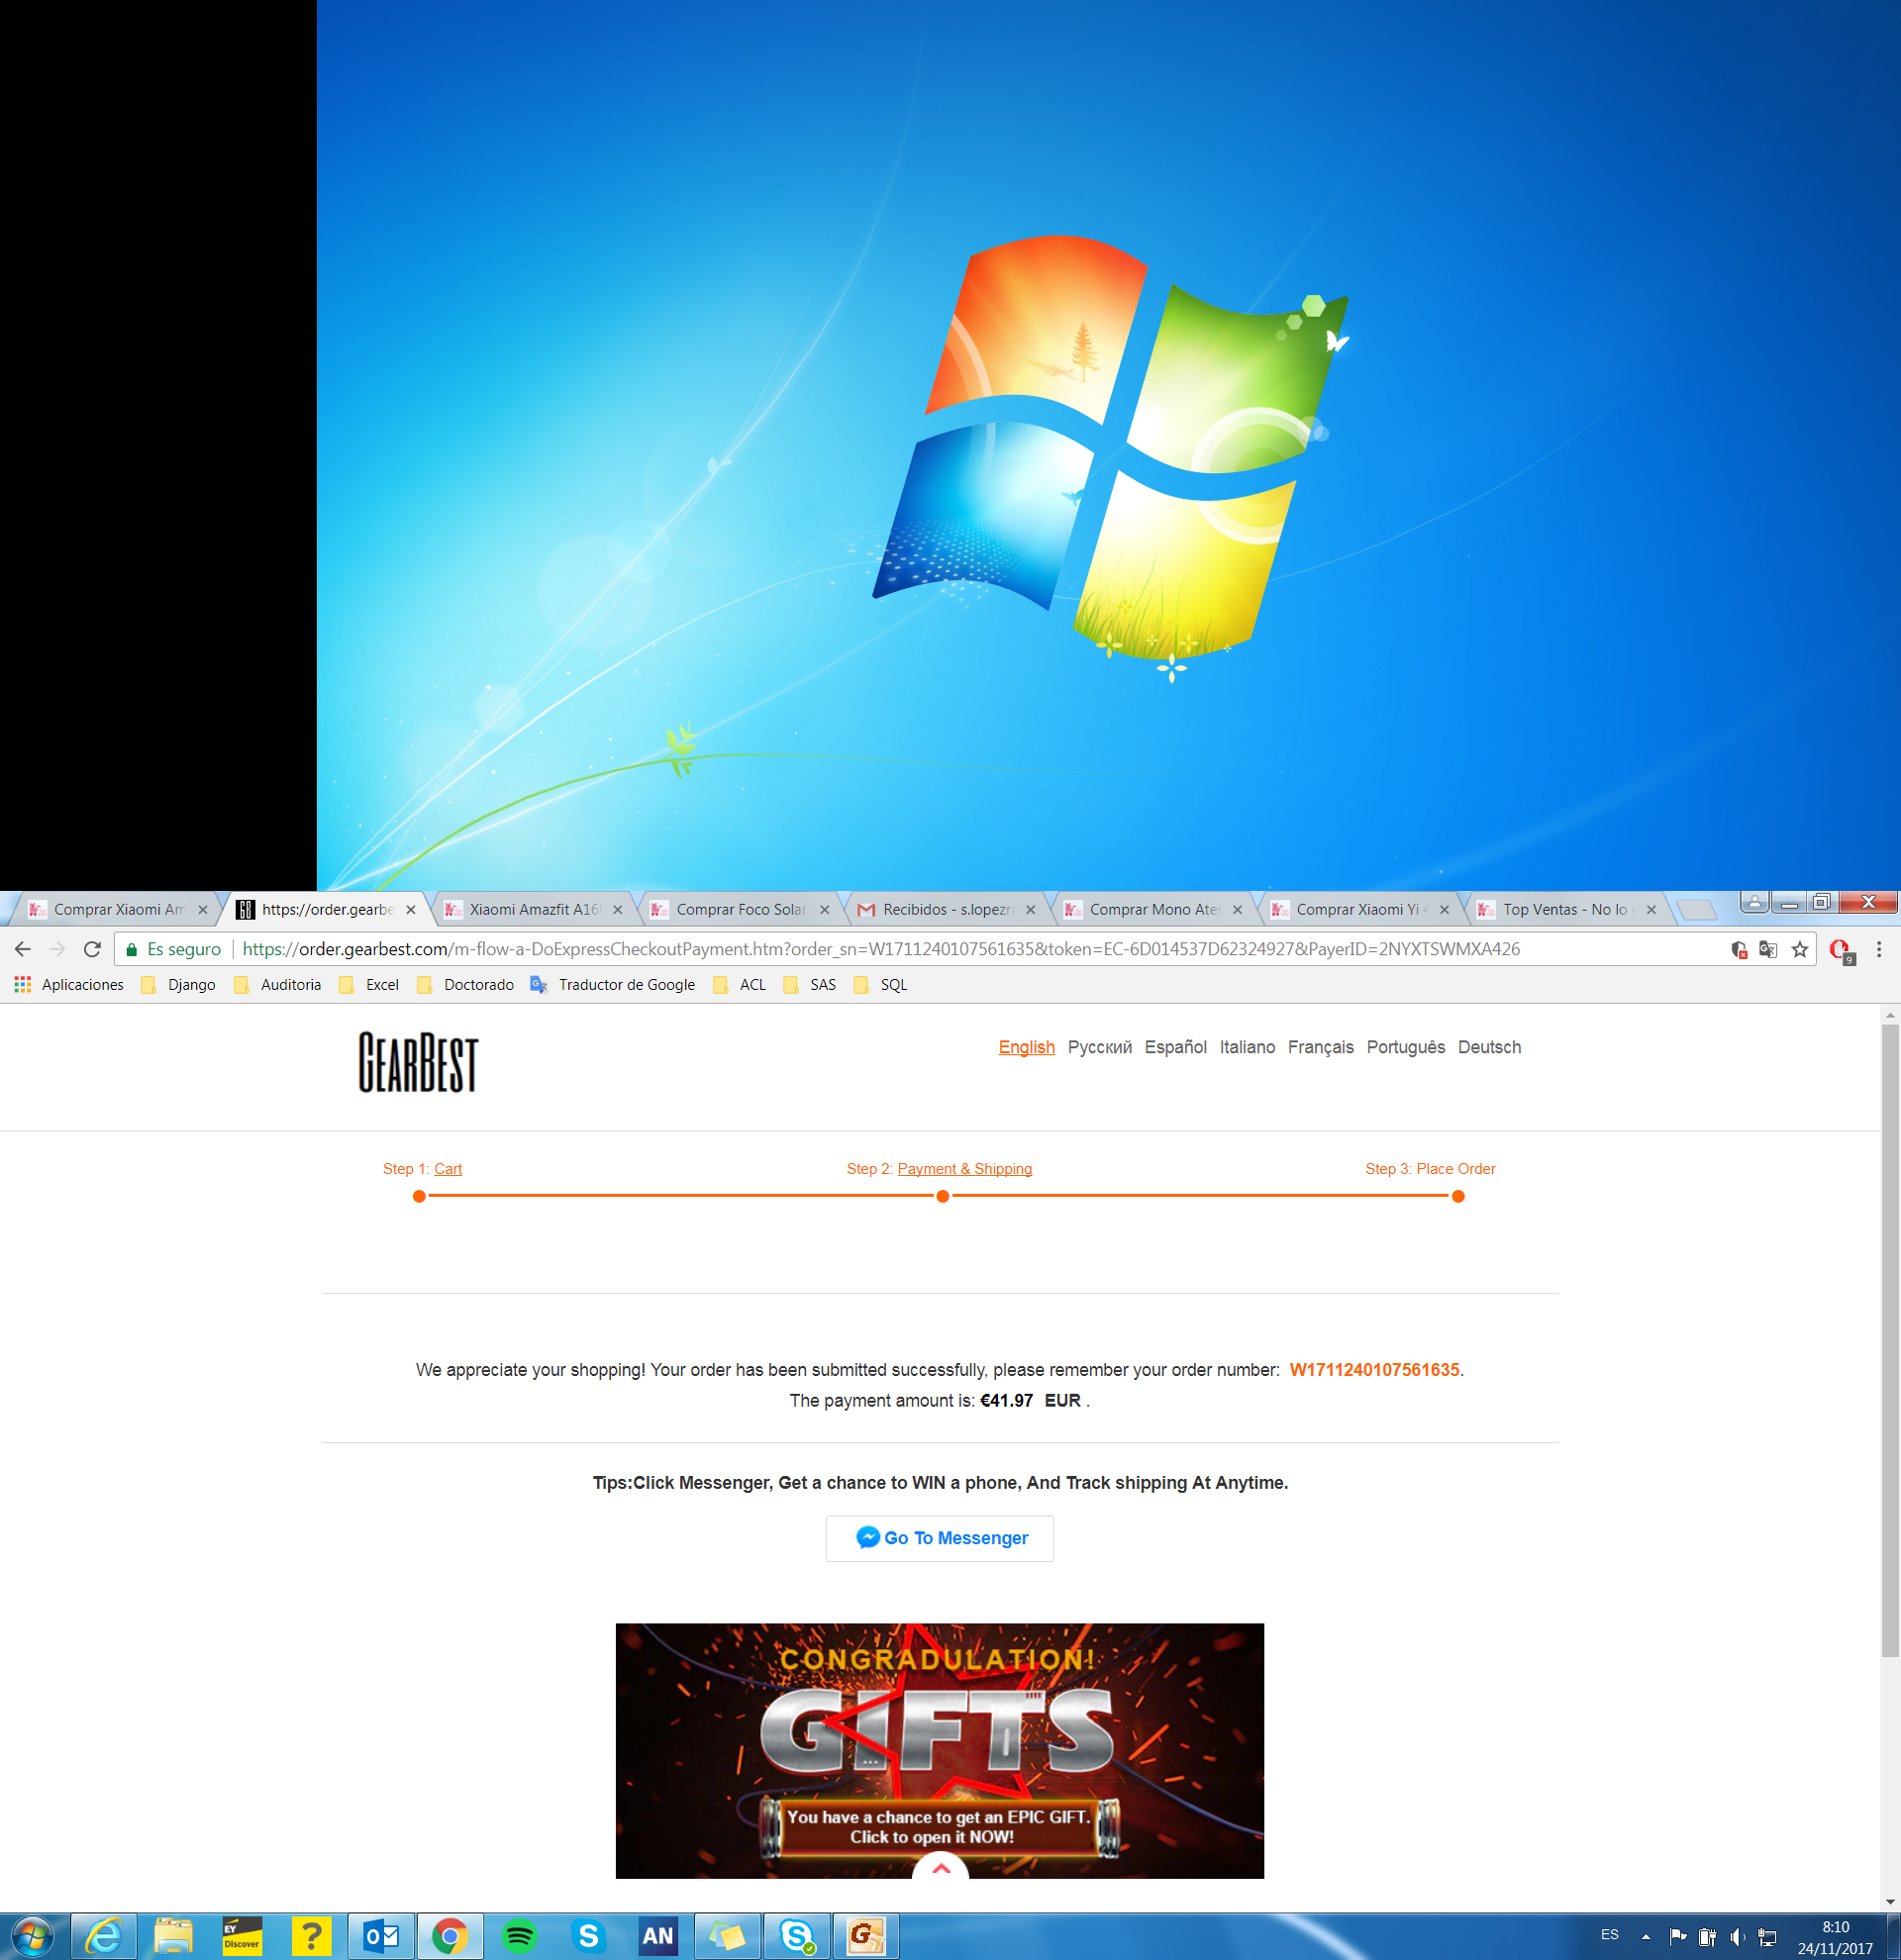 Comprar Xiaomi Am
https://order.gearbe
Xiaomi Amazfit A16
Comprar Foco Solar
Recibidos - s.lopezr
Comprar Mono Ate
Comprar Xiaomi Yi 4
Top Ventas - No lo
Es seguro https://order.gearbest.com/m-flow-a-DoExpressCheckoutPayment.htm?order_sn=W1711240107561635&token=EC-6D014537D62324927&PayerID=2NYXTSWMXA426
9
Aplicaciones Django Auditoria Excel Doctorado Traductor de Google ACL SAS SQL
GEARBEST
English Русский Español Italiano Français Português Deutsch
Step 1: Cart
Step 2: Payment & Shipping
Step 3: Place Order
We appreciate your shopping! Your order has been submitted successfully, please remember your order number: W1711240107561635.
The payment amount is: €41.97 EUR .
Tips:Click Messenger, Get a chance to WIN a phone, And Track shipping At Anytime.
Go To Messenger
CONGRADULATION!
GIFTS
You have a chance to get an EPIC GIFT.
Click to open it NOW!
EY
Discover
?
AN
ES
8:10
24/11/2017